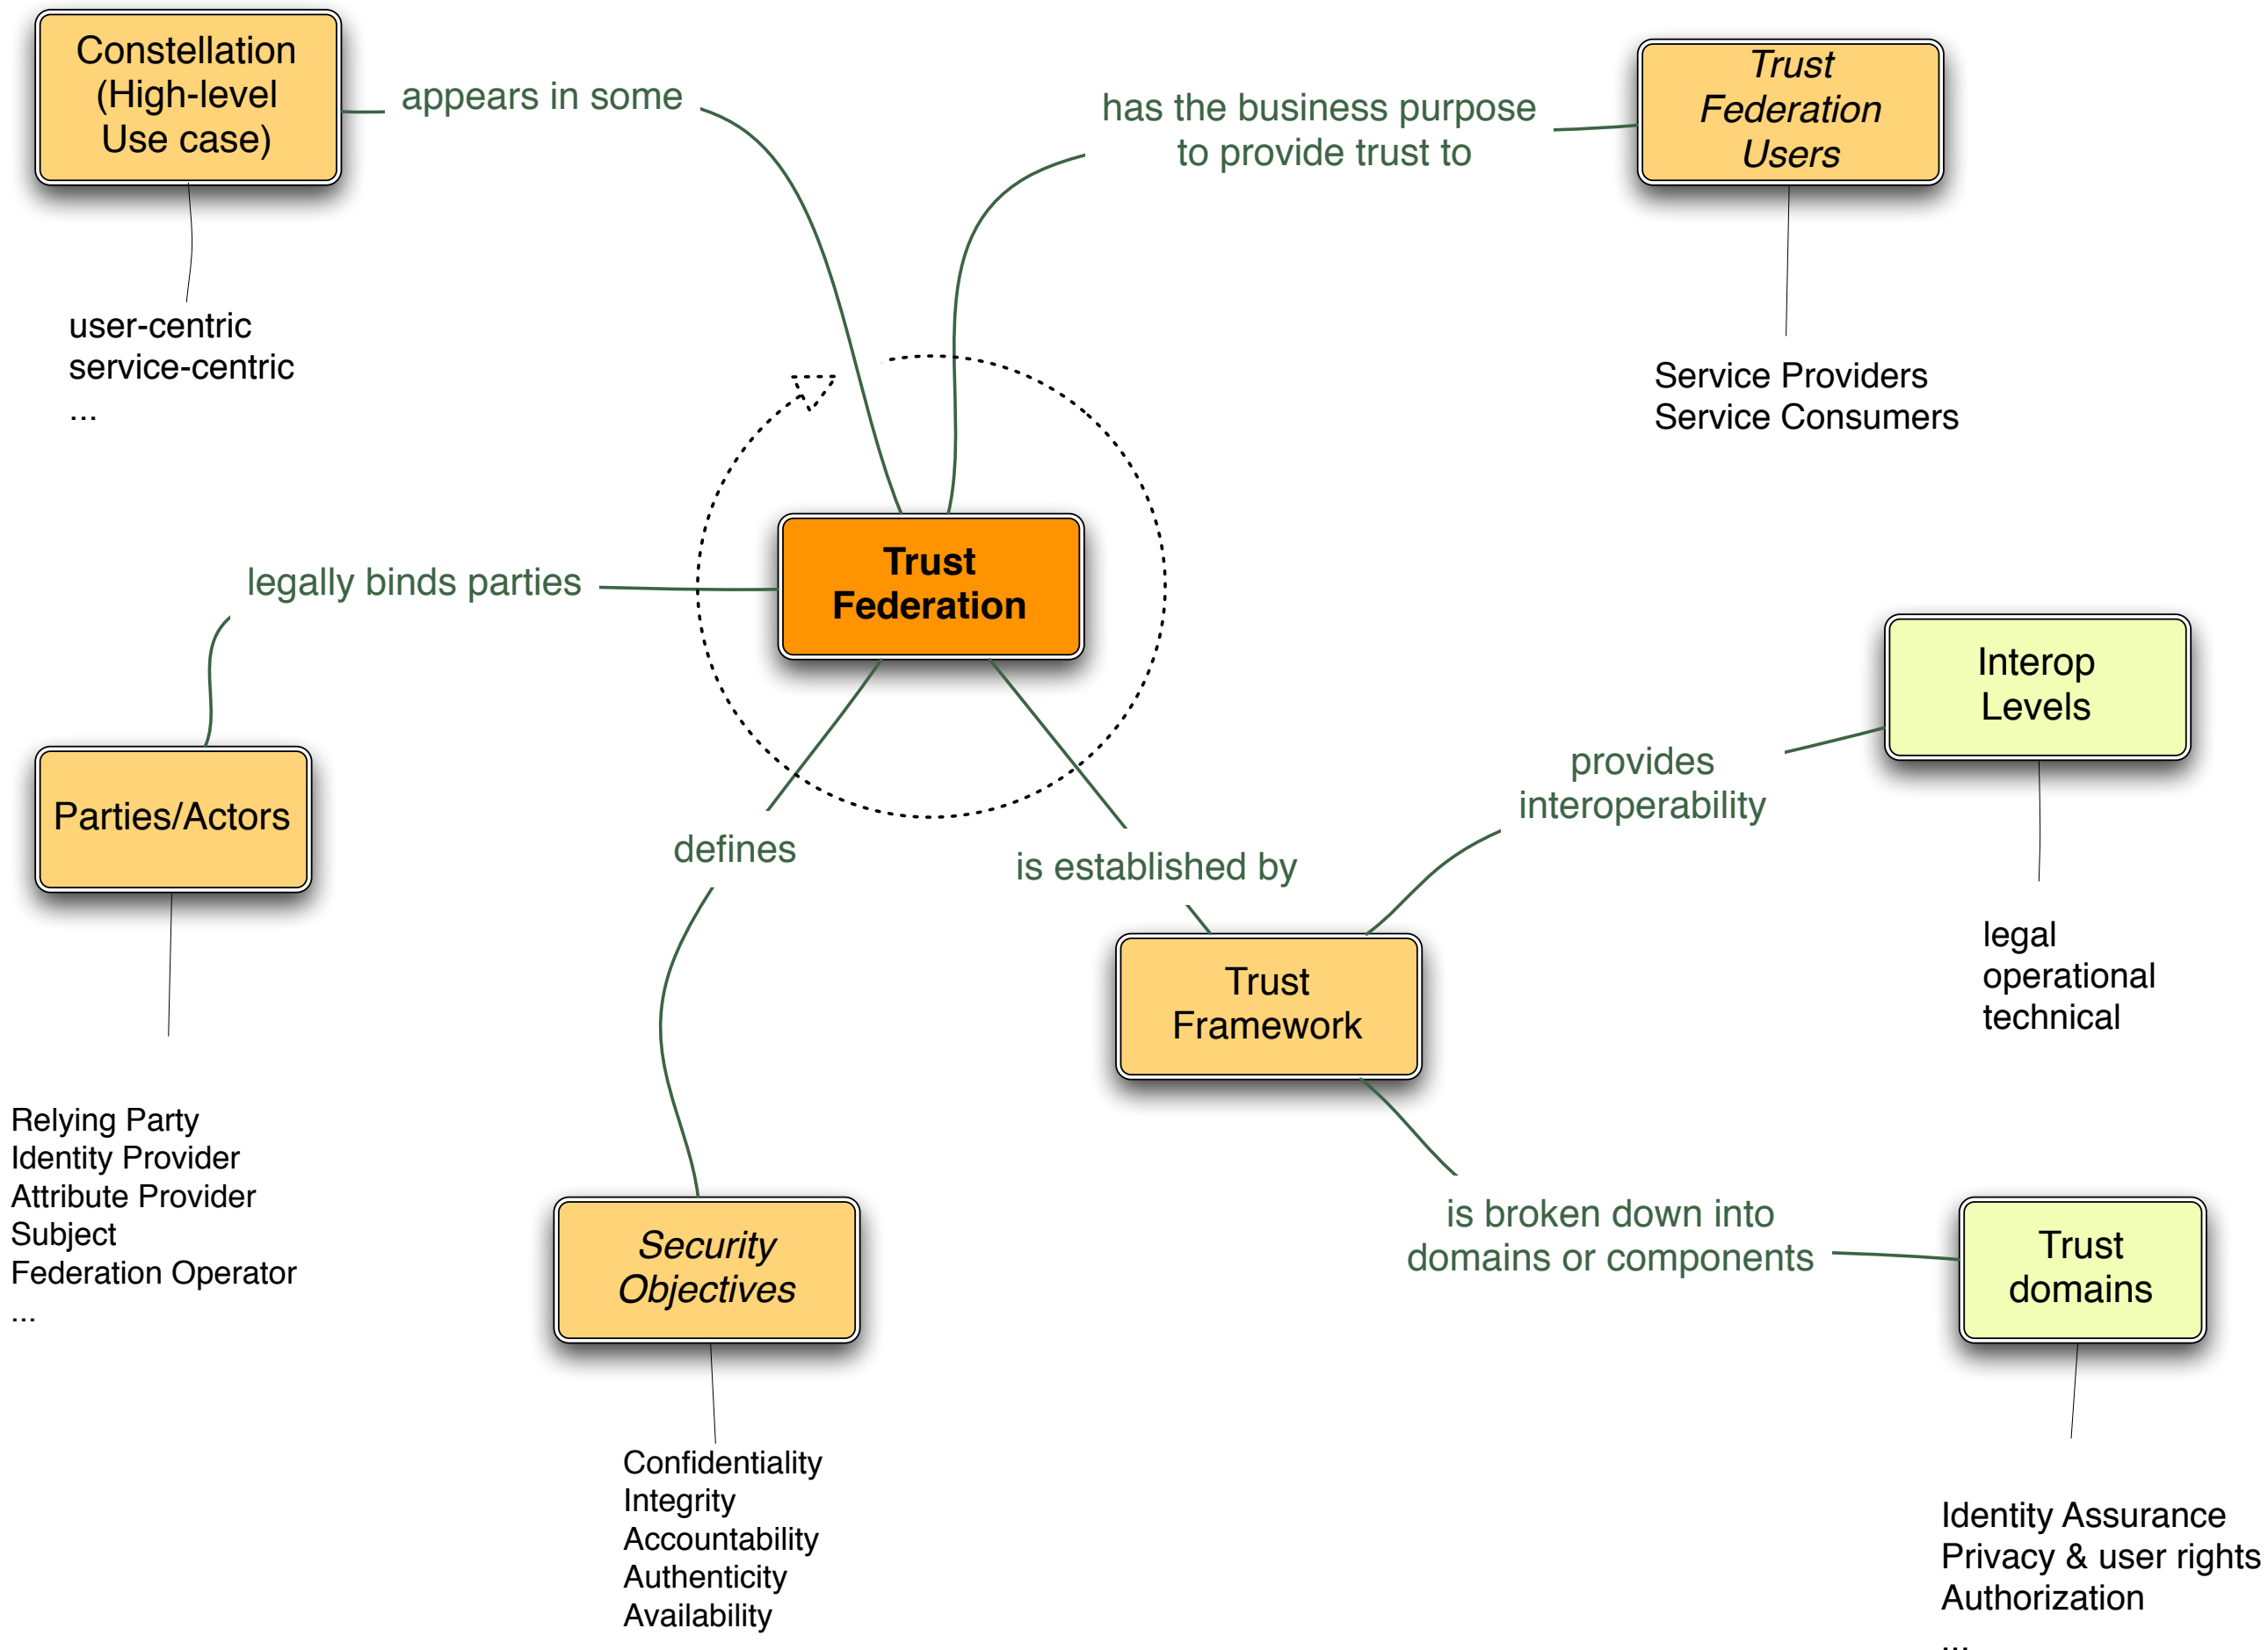 Constellation
(High-level
Use case)
appears in some
has the business purpose
to provide trust to
Trust
Federation
Users
user-centric
service-centric
...
Service Providers
Service Consumers
Trust
Federation
legally binds parties
Interop
Levels
Parties/Actors
provides
interoperability
defines
is established by
legal
operational
technical
Trust
Framework
Relying Party
Identity Provider
Attribute Provider
Subject
Federation Operator
...
Security
Objectives
is broken down into
domains or components
Trust
domains
Confidentiality
Integrity
Accountability
Authenticity
Availability
Identity Assurance
Privacy & user rights
Authorization
...